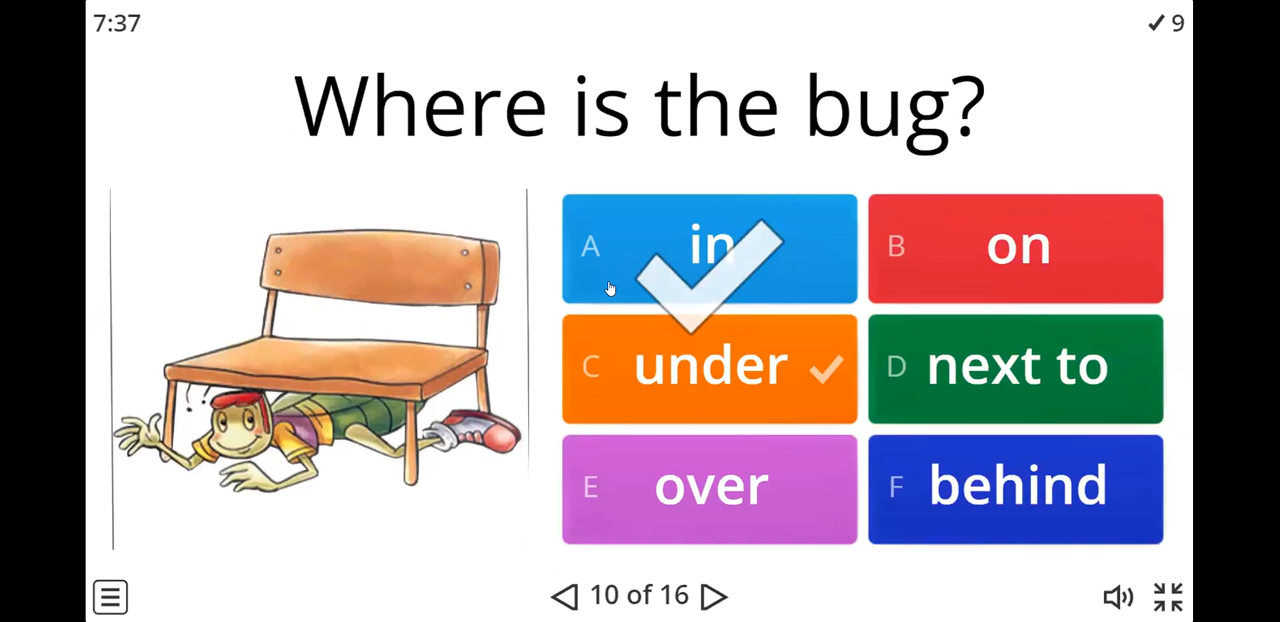 7:37
✓ 9
Where is the bug?
A in
B on
C under ✓
D next to
E over
F behind
10 of 16